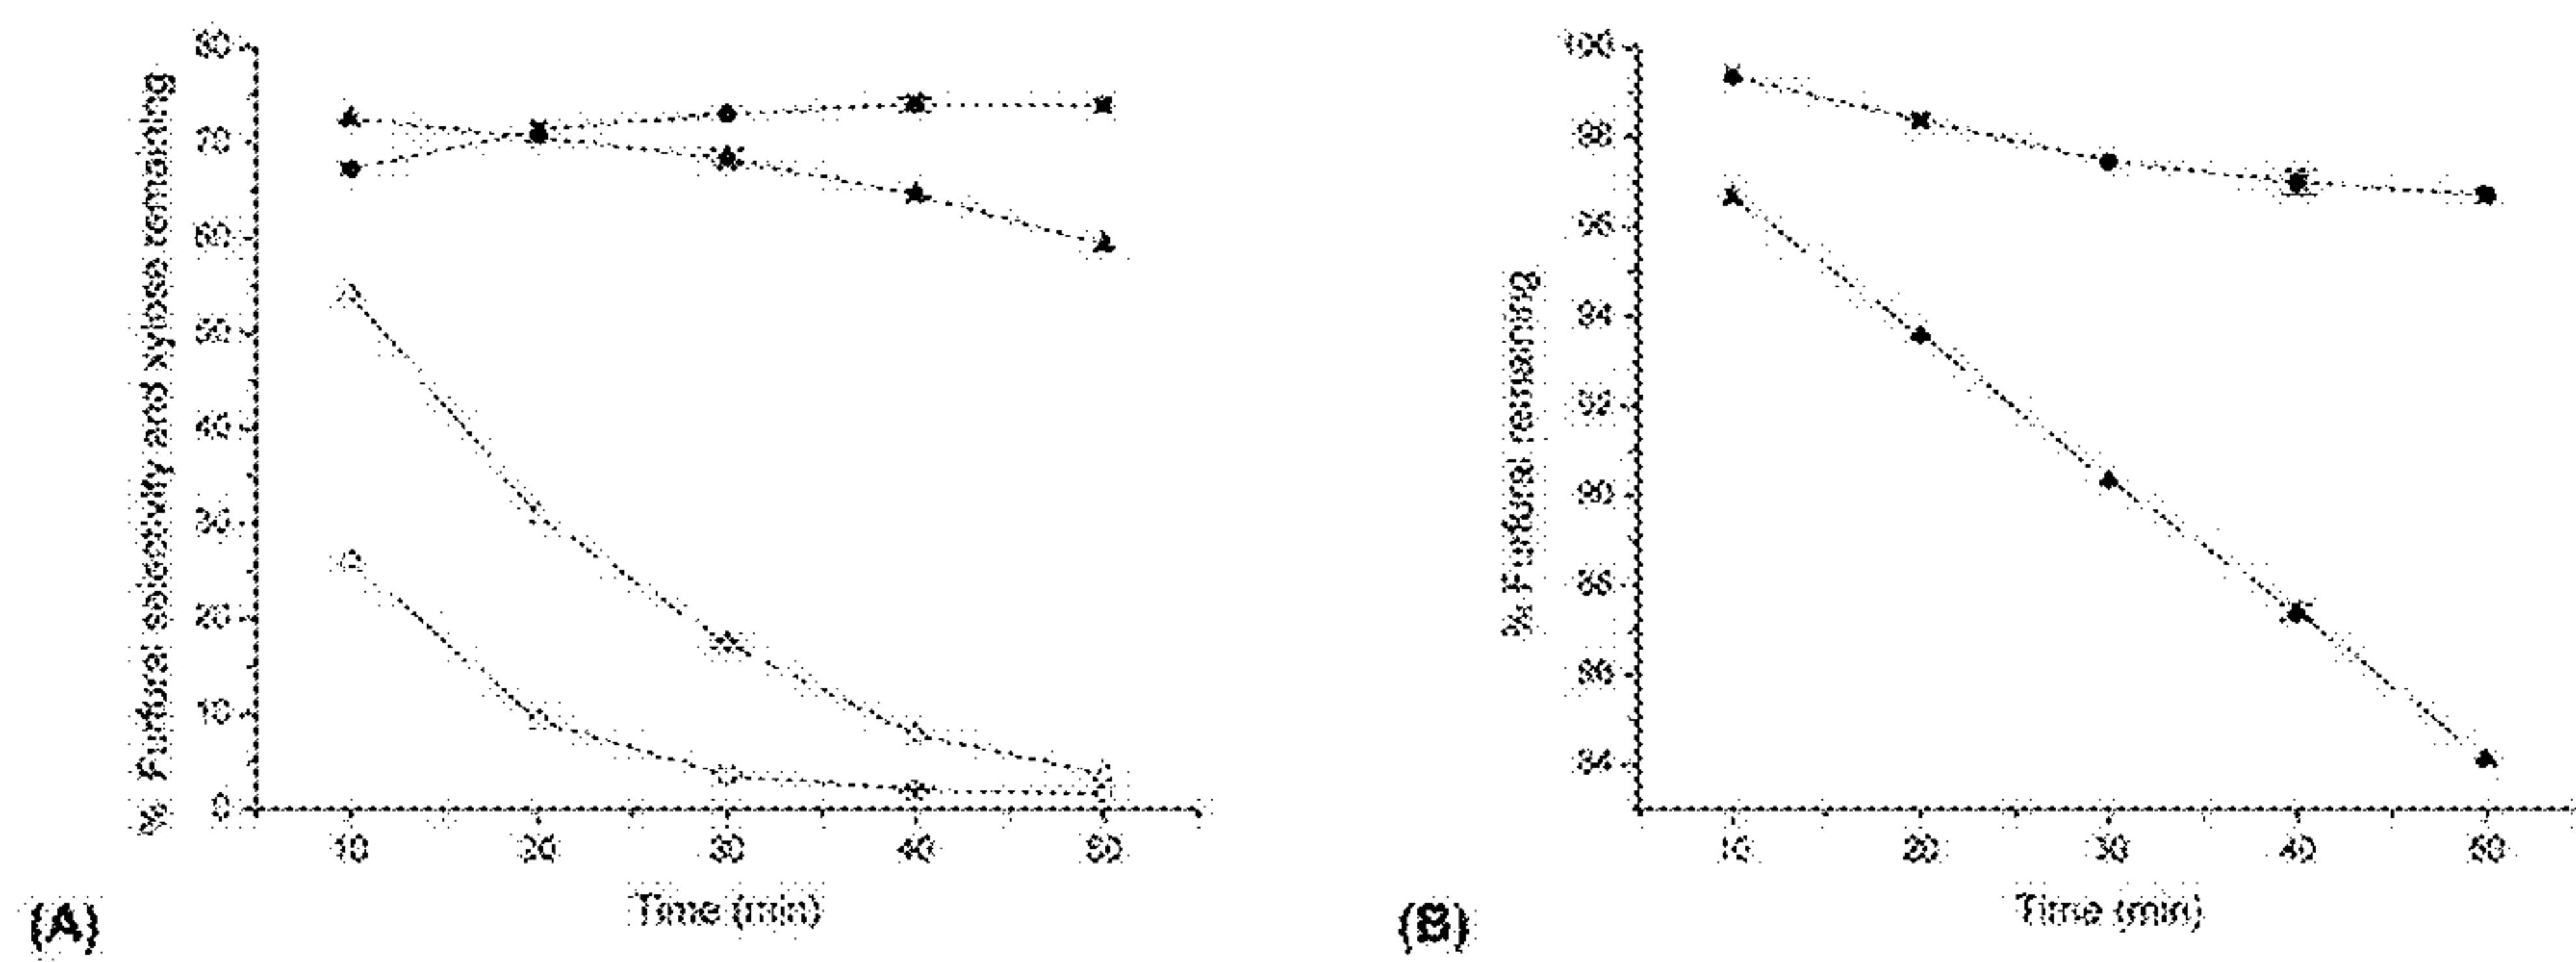 % Furfural selectivity and xylose remaining
80
70
60
50
40
30
20
10
0
10 20 30 40 50
Time (min)
(A)
% Furfural remaining
100
98
96
94
92
90
88
86
84
10 20 30 40 50
Time (min)
(B)